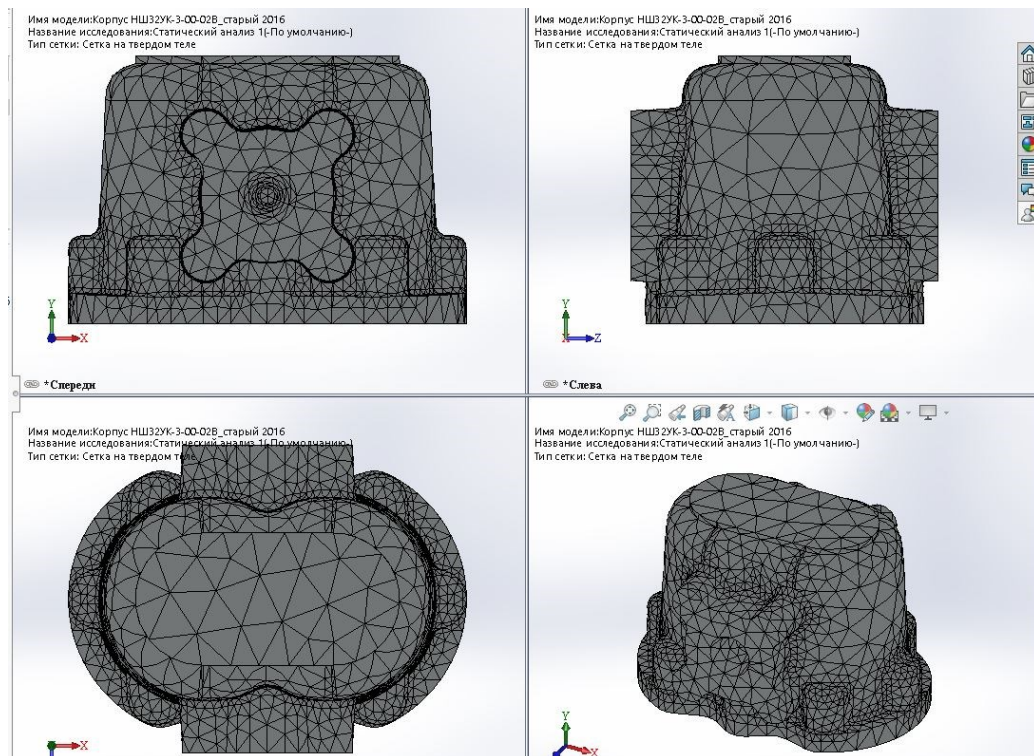 Имя модели:Корпус НШ32УК-3-00-02В_старый 2016
Название исследования:Статический анализ 1(-По умолчанию-)
Тип сетки: Сетка на твердом теле
Y
X
*Спереди
Имя модели:Корпус НШ32УК-3-00-02В_старый 2016
Название исследования:Статический анализ 1(-По умолчанию-)
Тип сетки: Сетка на твердом теле
Y
X
Z
*Слева
Имя модели:Корпус НШ32УК-3-00-02В_старый 2016
Название исследования:Статический анализ 1(-По умолчанию-)
Тип сетки: Сетка на твердом теле
X
Имя модели:Корпус НШ32УК-3-00-02В_старый 2016
Название исследования:Статический анализ 1(-По умолчанию-)
Тип сетки: Сетка на твердом теле
Y
X